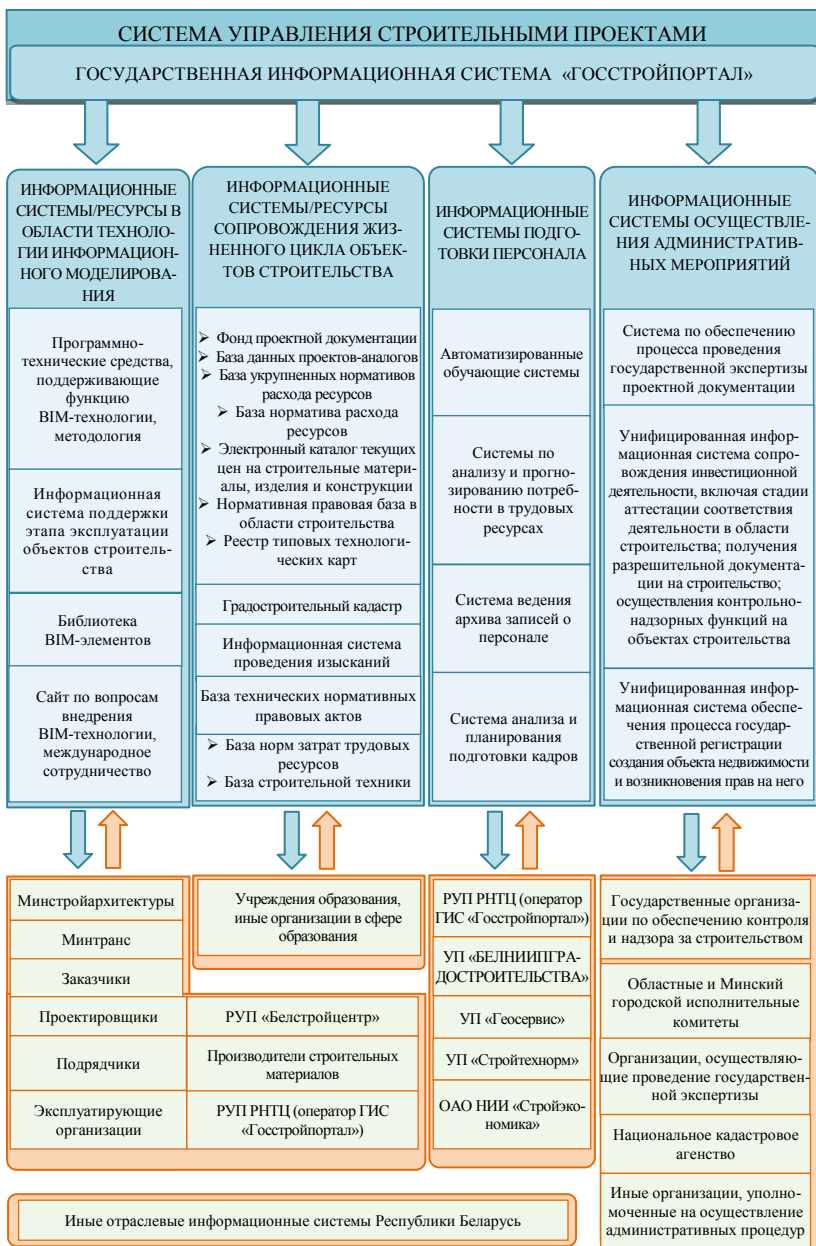 СИСТЕМА УПРАВЛЕНИЯ СТРОИТЕЛЬНЫМИ ПРОЕКТАМИ
ГОСУДАРСТВЕННАЯ ИНФОРМАЦИОННАЯ СИСТЕМА «ГОССТРОЙПОРТАЛ»
ИНФОРМАЦИОННЫЕ
СИСТЕМЫ/РЕСУРСЫ В
ОБЛАСТИ ТЕХНОЛО-
ГИИ ИНФОРМАЦИОН-
НОГО МОДЕЛИРОВА-
НИЯ
Программно-
технические средства,
поддерживающие
функцию
BIM-технологии,
методология
Информационная
система поддержки
этапа эксплуатации
объектов строитель-
ства
Библиотека
BIM-элементов
Сайт по вопросам
внедрения
BIM-технологии,
международное
сотрудничество
ИНФОРМАЦИОННЫЕ
СИСТЕМЫ/РЕСУРСЫ
СОПРОВОЖДЕНИЯ ЖИЗ-
НЕННОГО ЦИКЛА ОБЪЕК-
ТОВ СТРОИТЕЛЬСТВА
➢ Фонд проектной документации
➢ База данных проектов-аналогов
➢ База укрупненных нормативов
расхода ресурсов
➢ База норматива расхода
ресурсов
➢ Электронный каталог текущих
цен на строительные материа-
лы, изделия и конструкции
➢ Нормативная правовая база в
области строительства
➢ Реестр типовых технологи-
ческих карт
Градостроительный кадастр
Информационная система
проведения изысканий
База технических нормативных
правовых актов
➢ База норм затрат трудовых
ресурсов
➢ База строительной техники
ИНФОРМАЦИОННЫЕ
СИСТЕМЫ ПОДГО-
ТОВКИ ПЕРСОНАЛА
Автоматизированные
обучающие системы
Системы по
анализу и прогно-
зированию потреб-
ности в трудовых
ресурсах
Система ведения
архива записей о
персонале
Система анализа и
планирования
подготовки кадров
ИНФОРМАЦИОННЫЕ
СИСТЕМЫ ОСУЩЕСТВЛЕ-
НИЯ АДМИНИСТРАТИВ-
НЫХ МЕРОПРИЯТИЙ
Система по обеспечению
процесса проведения
государственной экспертизы
проектной документации
Унифицированная инфор-
мационная система сопро-
вождения инвестиционной
деятельности, включая стадии
аттестации соответствия
деятельности в области
строительства; получения
разрешительной документа-
ции на строительство;
осуществления контрольно-
надзорных функций на
объектах строительства
Унифицированная инфор-
мационная система обеспе-
чения процесса государ-
ственной регистрации
создания объекта недвижимости
и возникновения прав на него
Минстройархитектуры
Минтранс
Заказчики
Проектировщики
Подрядчики
Эксплуатирующие
организации
Учреждения образования,
иные организации в сфере
образования
РУП «Белстройцентр»
Производители строительных
материалов
РУП РНТЦ (оператор ГИС
«Госстройпортал»)
РУП РНТЦ (оператор
ГИС «Госстройпортал»)
УП «БЕЛНИИПГРА-
ДОСТРОИТЕЛЬСТВА»
УП «Геосервис»
УП «Стройтехнорм»
ОАО НИИ «Стройэко-
номика»
Государственные организа-
ции по обеспечению контроля
и надзора за строительством
Областные и Минский
городской исполнительные
комитеты
Организации, осуществляю-
щие проведение государствен-
ной экспертизы
Национальное кадастровое
агенство
Иные организации, уполно-
моченные на осуществление
административных процедур
Иные отраслевые информационные системы Республики Беларусь